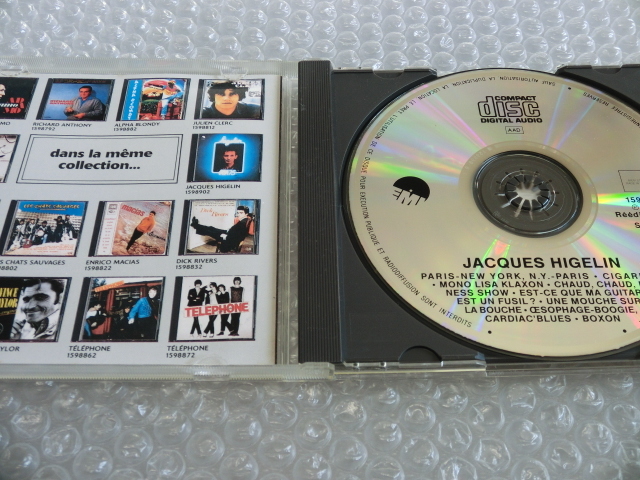 RICHARD ANTHONY
1598792
ALPHA BLONDY
1598882
JULIEN CLERC
1598812
dans la même
collection...
JACQUES HIGELIN
1598902
CHATS SAUVAGES
ENRICO MACIAS
1598822
DICK RIVERS
1598832
TÉLÉPHONE
1598862
TELEPHONE
TÉLÉPHONE
1598872
COMPACT
disc
DIGITAL AUDIO
AAD
EMI
JACQUES HIGELIN
PARIS-NEW YORK, N.Y.-PARIS · CIGAR
· MONO LISA KLAXON · CHAUD, CHAUD,
NESS SHOW · EST-CE QUE MA GUITAR
EST UN FUSIL? · UNE MOUCHE SUR
LA BOUCHE · ŒSOPHAGE-BOOGIE,
CARDIAC'BLUES · BOXON